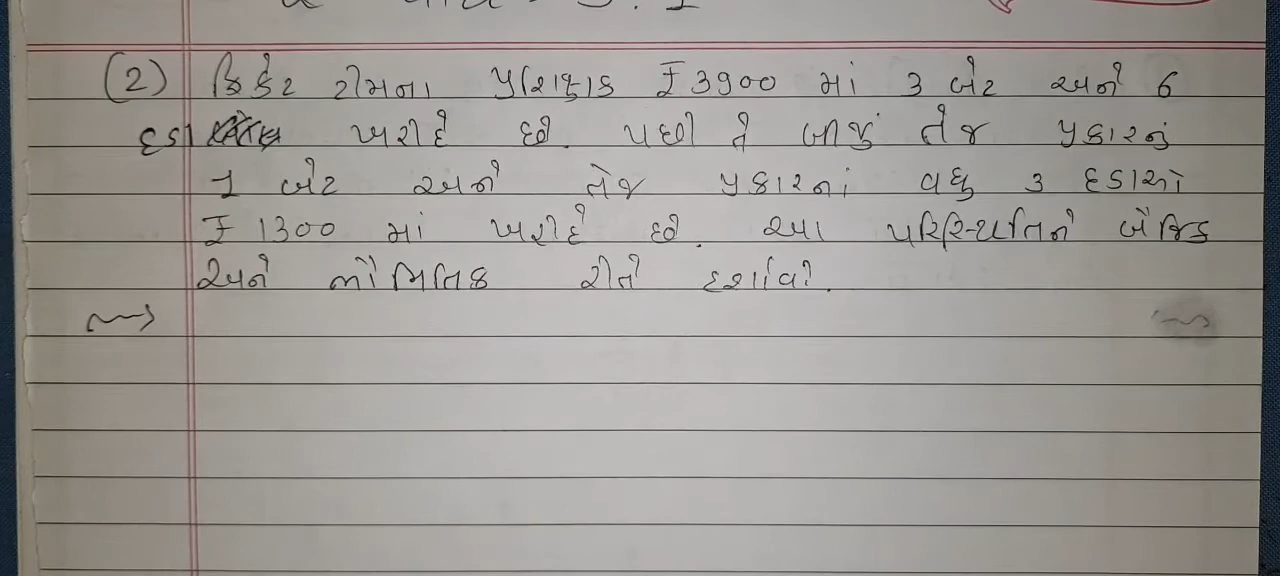 (2) ક્રિકેટ ટીમના પ્રશિક્ષક ₹ 3900 માં 3 બેટ અને 6
દડા ખરીદે છે. પછી તે બીજું તેજ પ્રકારનું
1 બેટ અને તેજ પ્રકારનાં વધુ 3 દડાઓ
₹ 1300 માં ખરીદે છે. આ પરિસ્થિતિને બૈજિક
અને ભૌમિતિક રીતે દર્શાવો.